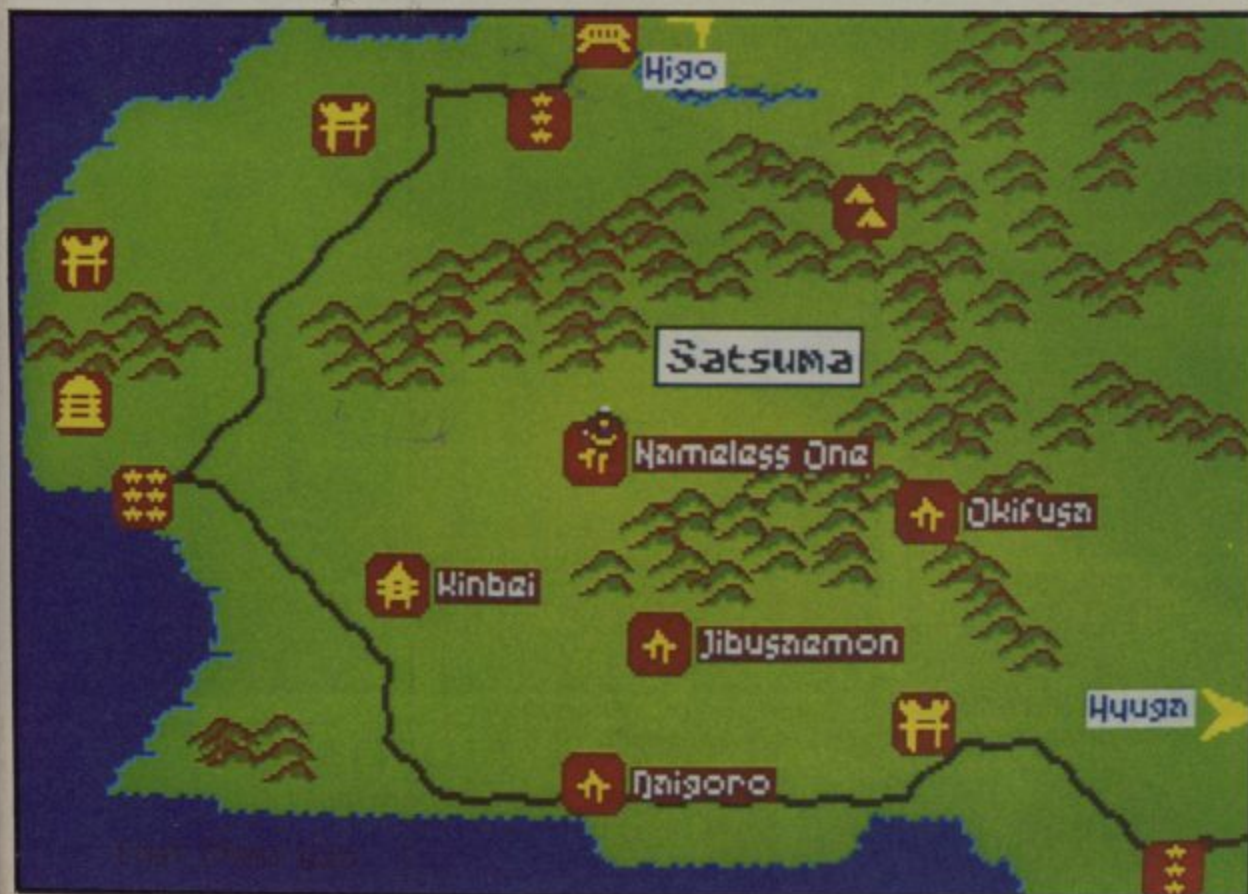 Higo
Satsuma
Nameless One
Okifusa
Kinbei
Jibusaemon
Hyuga
Daigoro